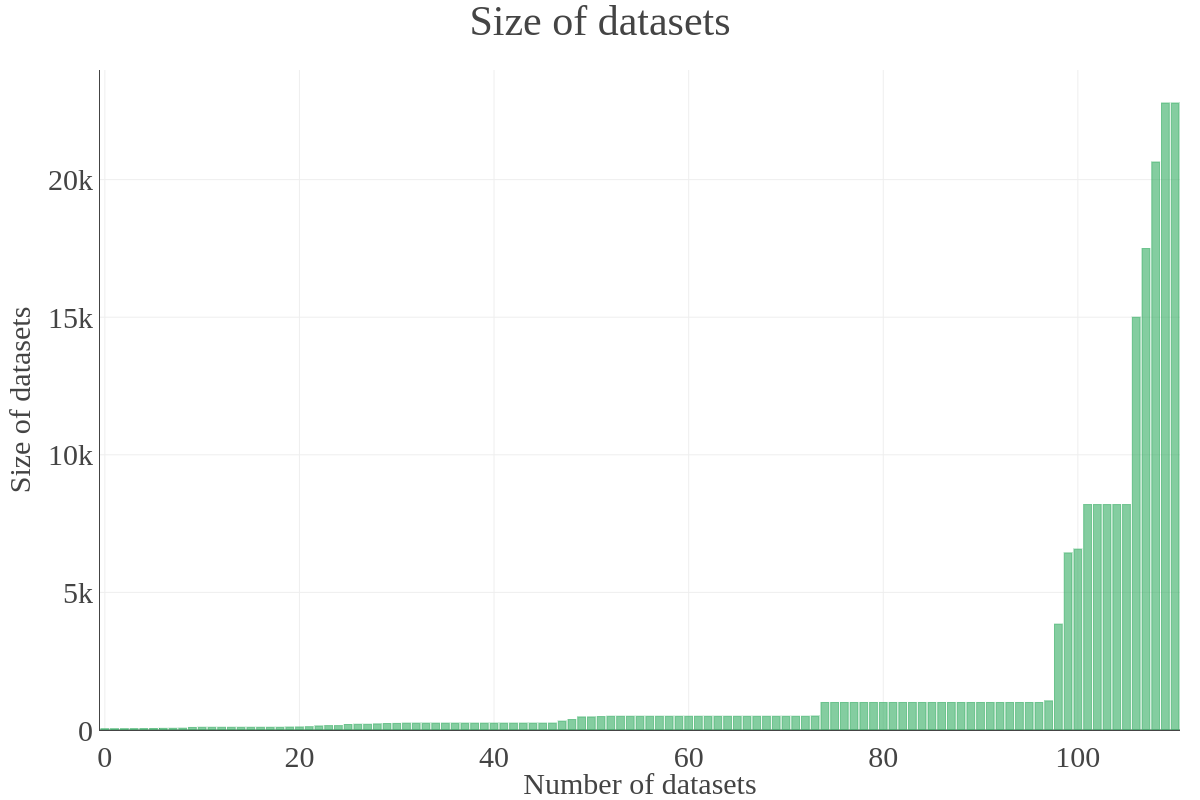 Size of datasets
20k
15k
10k
5k
0
Size of datasets
0 20 40 60 80 100
Number of datasets